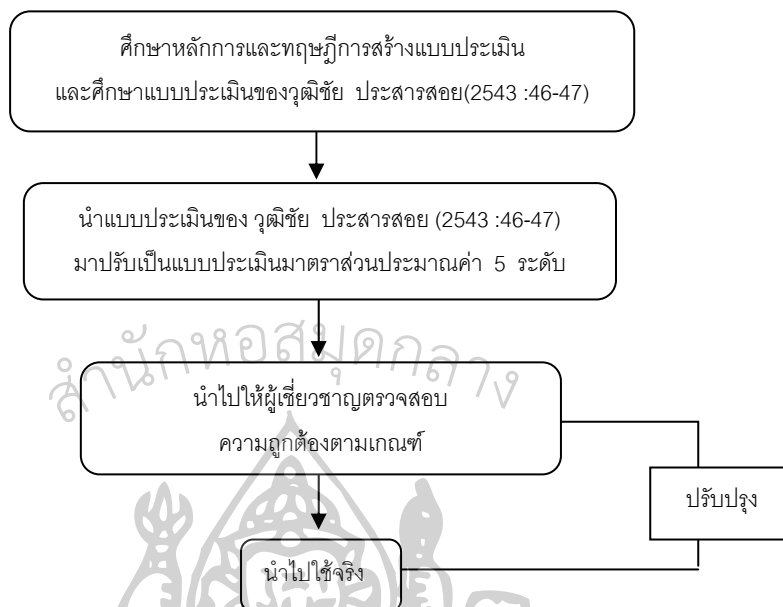 ศึกษาหลักการและทฤษฎีการสร้างแบบประเมิน
และศึกษาแบบประเมินของวุฒิชัย ประสารสอย(2543 :46-47)
นำแบบประเมินของ วุฒิชัย ประสารสอย (2543 :46-47)
มาปรับเป็นแบบประเมินมาตราส่วนประมาณค่า 5 ระดับ
สำนักหอสมุดกลาง
นำไปให้ผู้เชี่ยวชาญตรวจสอบ
ความถูกต้องตามเกณฑ์
ปรับปรุง
นำไปใช้จริง